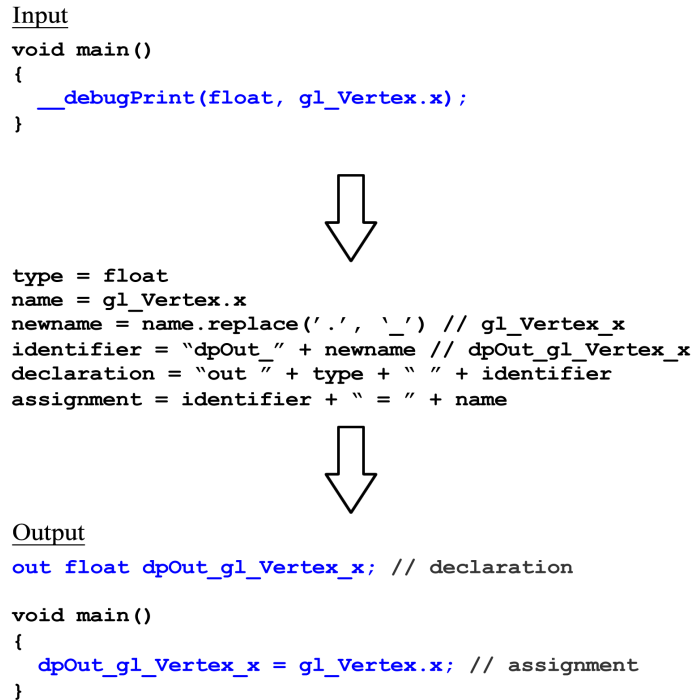 Input
void main()
{
  __debugPrint(float, gl_Vertex.x);
}
type = float
name = gl_Vertex.x
newname = name.replace('.', ‘_’) // gl_Vertex_x
identifier = “dpOut_” + newname // dpOut_gl_Vertex_x
declaration = “out ” + type + “ ” + identifier
assignment = identifier + “ = ” + name
Output
out float dpOut_gl_Vertex_x; // declaration
void main()
{
  dpOut_gl_Vertex_x = gl_Vertex.x; // assignment
}